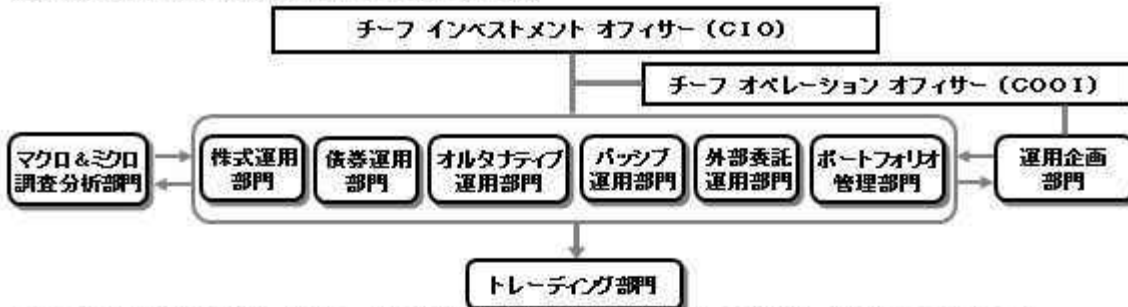 チーフ インベストメント オフィサー (CIO)
チーフ オペレーション オフィサー (COOI)
マクロ&ミクロ
調査分析部門
株式運用
部門
債券運用
部門
オルタナティブ
運用部門
パッシブ
運用部門
外部委託
運用部門
ポートフォリオ
管理部門
運用企画
部門
トレーディング部門